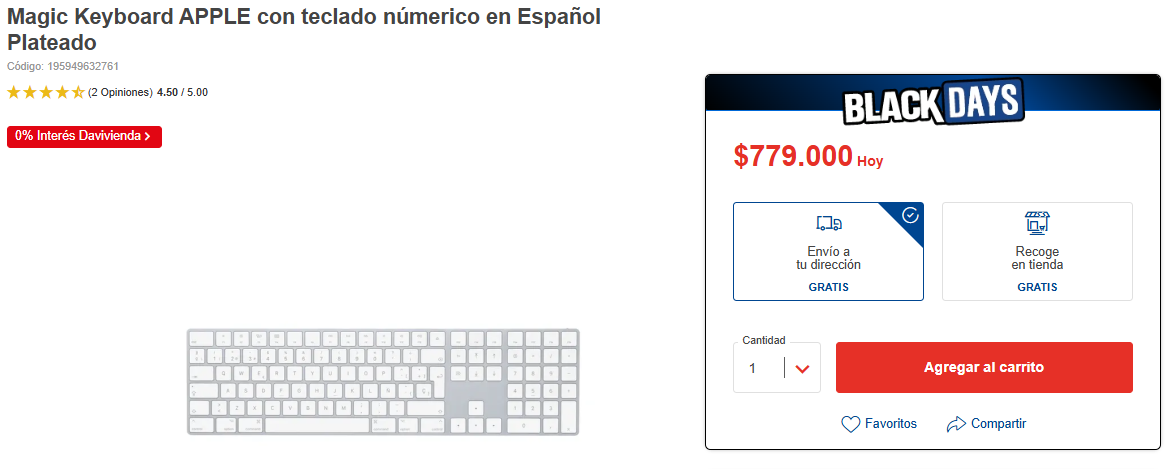 Magic Keyboard APPLE con teclado númerico en Español
Plateado
Código: 195949632761
(2 Opiniones) 4.50 / 5.00
0% Interés Davivienda
BLACK DAYS
$779.000 Hoy
Envío a
tu dirección
GRATIS
Recoge
en tienda
GRATIS
Cantidad
1
Agregar al carrito
Favoritos
Compartir